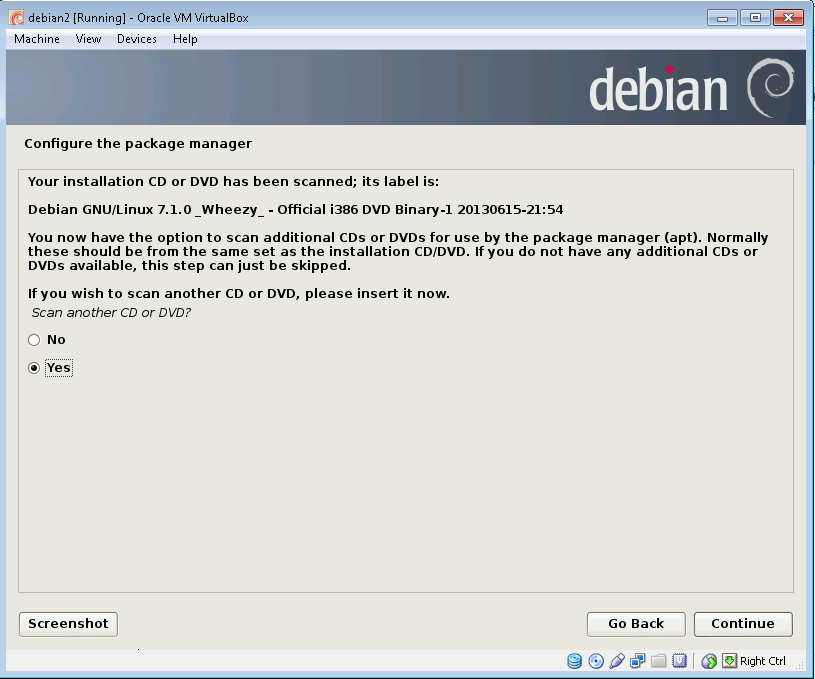 debian2 [Running] - Oracle VM VirtualBox
Machine View Devices Help
debian
Configure the package manager
Your installation CD or DVD has been scanned; its label is:
Debian GNU/Linux 7.1.0 _Wheezy_ - Official i386 DVD Binary-1 20130615-21:54
You now have the option to scan additional CDs or DVDs for use by the package manager (apt). Normally
these should be from the same set as the installation CD/DVD. If you do not have any additional CDs or
DVDs available, this step can just be skipped.
If you wish to scan another CD or DVD, please insert it now.
Scan another CD or DVD?
No
Yes
Screenshot Go Back Continue
Right Ctrl